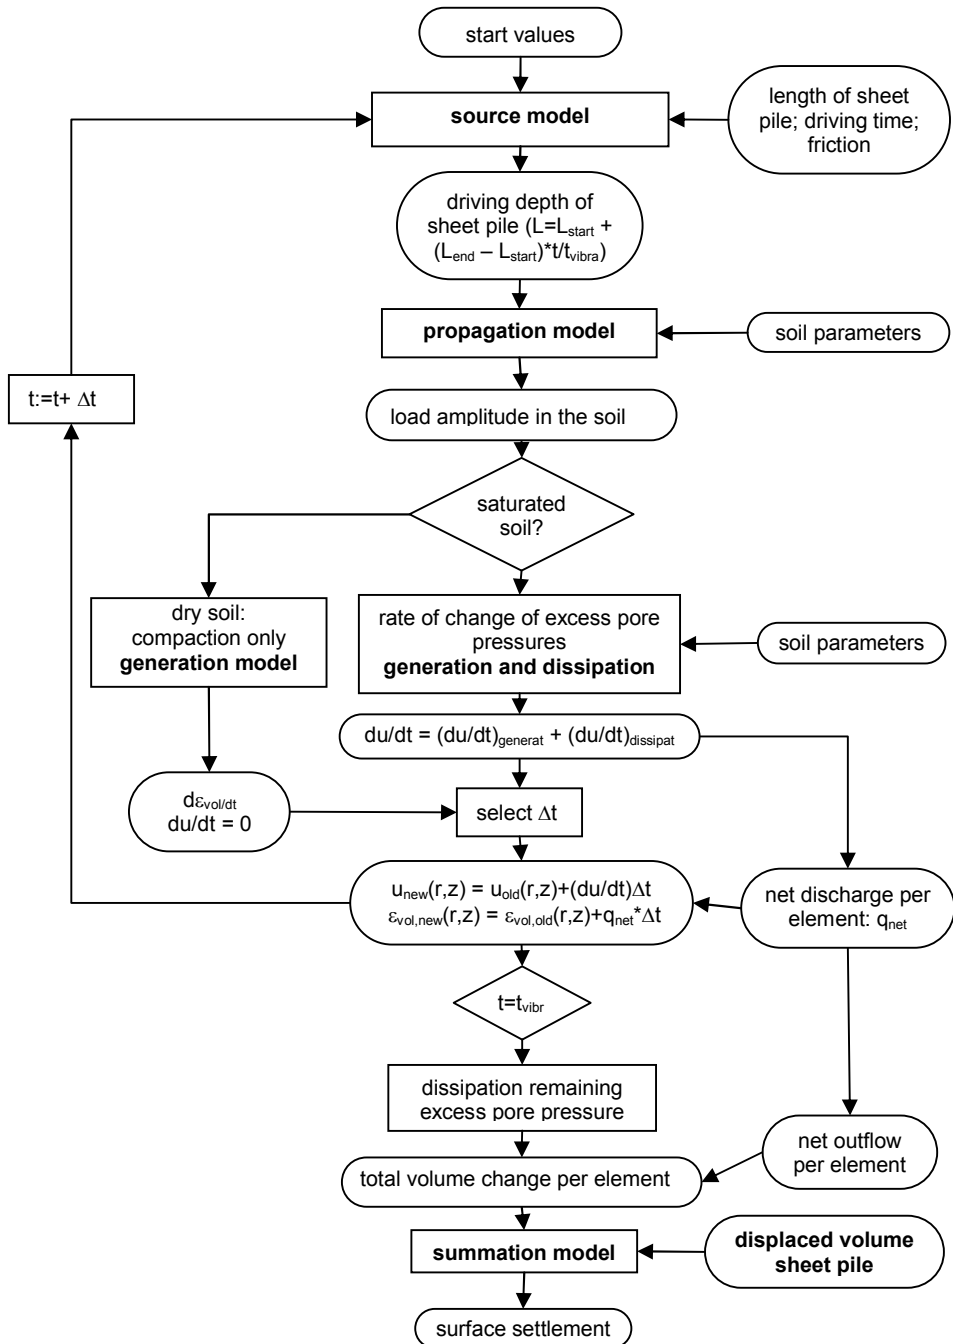 start values
source model
length of sheet
pile; driving time;
friction
driving depth of
sheet pile (L=Lstart +
(Lend – Lstart)*t/tvibra)
propagation model
soil parameters
t:=t+ Δt
load amplitude in the soil
saturated
soil?
dry soil:
compaction only
generation model
rate of change of excess pore
pressures
generation and dissipation
soil parameters
du/dt = (du/dt)generat + (du/dt)dissipat
dεvol/dt
du/dt = 0
select Δt
unew(r,z) = uold(r,z)+(du/dt)Δt
εvol,new(r,z) = εvol,old(r,z)+qnet*Δt
net discharge per
element: qnet
t=tvibr
dissipation remaining
excess pore pressure
net outflow
per element
total volume change per element
summation model
displaced volume
sheet pile
surface settlement